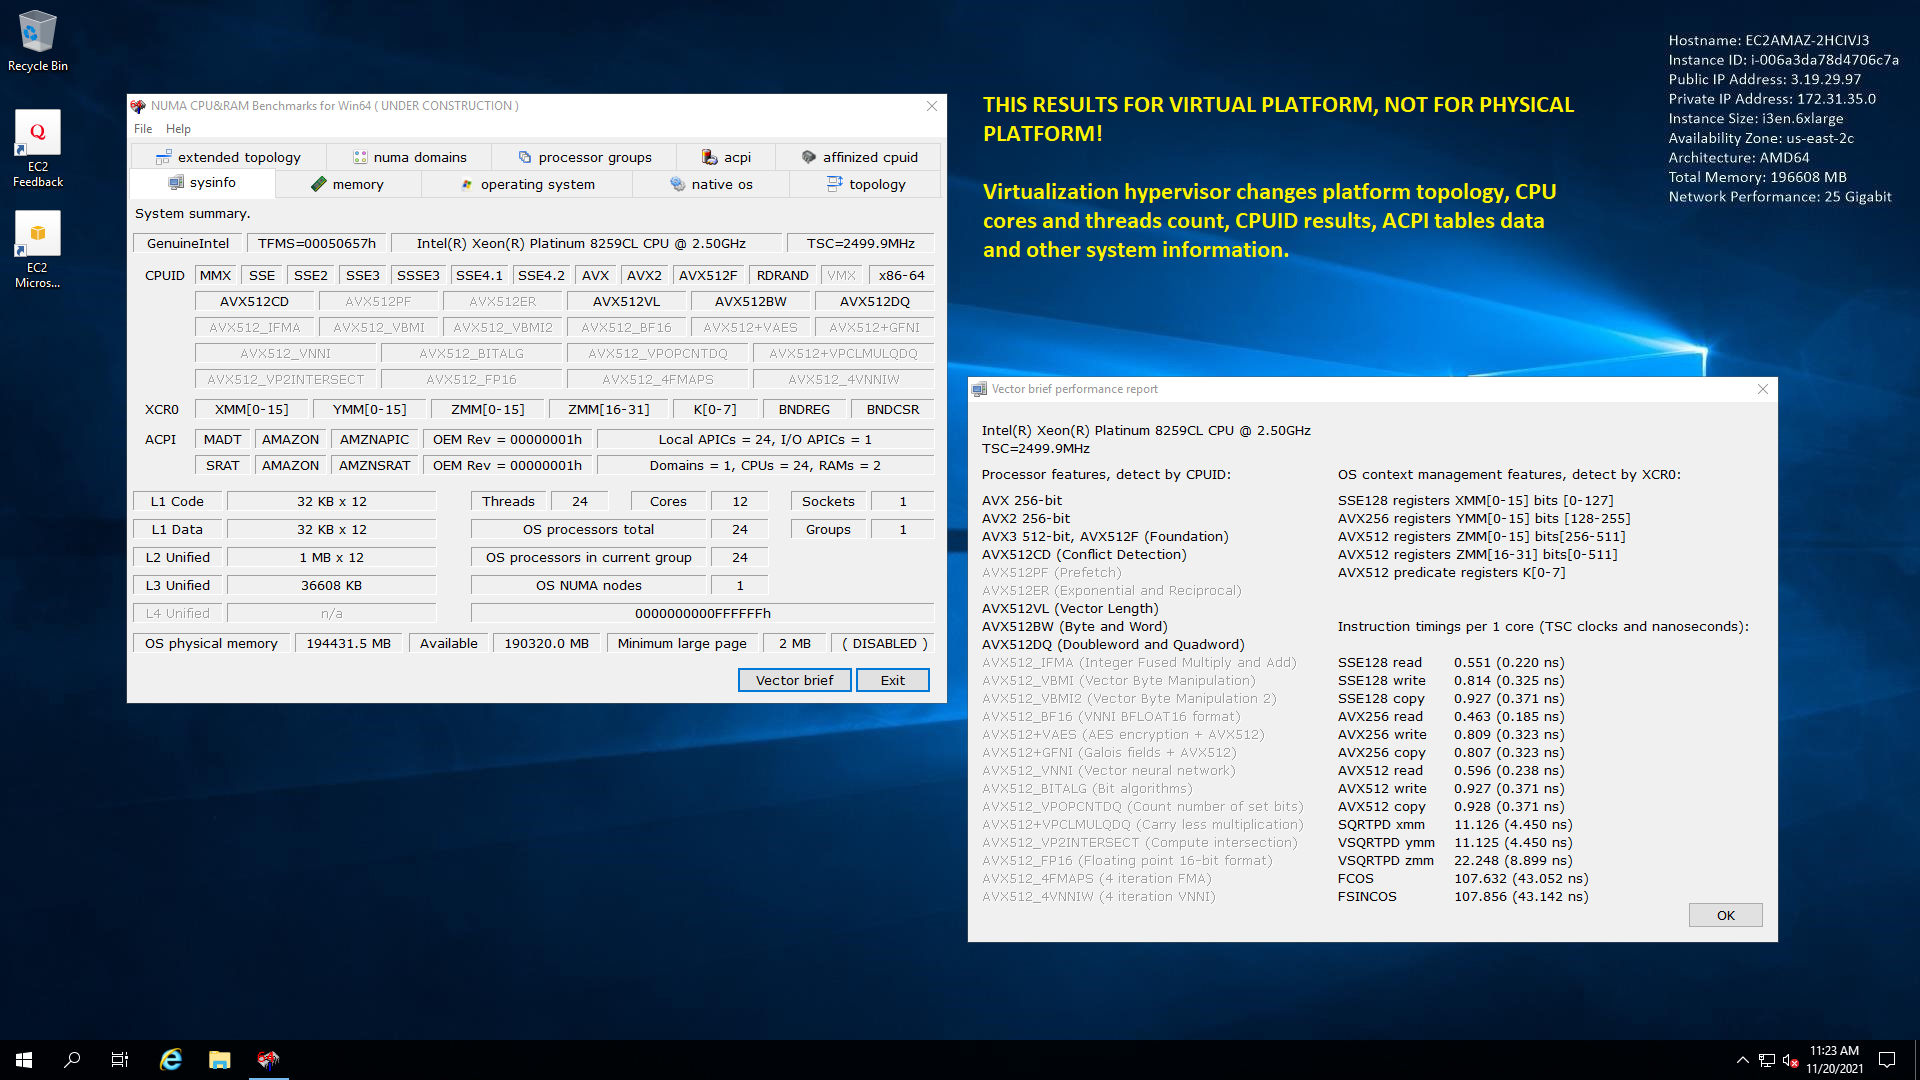 Recycle Bin
EC2
Feedback
EC2
Micros...
Hostname: EC2AMAZ-2HCIVJ3
Instance ID: i-006a3da78d4706c7a
Public IP Address: 3.19.29.97
Private IP Address: 172.31.35.0
Instance Size: i3en.6xlarge
Availability Zone: us-east-2c
Architecture: AMD64
Total Memory: 196608 MB
Network Performance: 25 Gigabit
THIS RESULTS FOR VIRTUAL PLATFORM, NOT FOR PHYSICAL
PLATFORM!
Virtualization hypervisor changes platform topology, CPU
cores and threads count, CPUID results, ACPI tables data
and other system information.
NUMA CPU&RAM Benchmarks for Win64 ( UNDER CONSTRUCTION )
File Help
extended topology numa domains processor groups acpi affinized cpuid
sysinfo memory operating system native os topology
System summary.
GenuineIntel TFMS=00050657h Intel(R) Xeon(R) Platinum 8259CL CPU @ 2.50GHz TSC=2499.9MHz
CPUID MMX SSE SSE2 SSE3 SSSE3 SSE4.1 SSE4.2 AVX AVX2 AVX512F RDRAND VMX x86-64
AVX512CD AVX512PF AVX512ER AVX512VL AVX512BW AVX512DQ
AVX512_IFMA AVX512_VBMI AVX512_VBMI2 AVX512_BF16 AVX512+VAES AVX512+GFNI
AVX512_VNNI AVX512_BITALG AVX512_VPOPCNTDQ AVX512+VPCLMULQDQ
AVX512_VP2INTERSECT AVX512_FP16 AVX512_4FMAPS AVX512_4VNNIW
XCR0 XMM[0-15] YMM[0-15] ZMM[0-15] ZMM[16-31] K[0-7] BNDREG BNDCSR
ACPI MADT AMAZON AMZNAPIC OEM Rev = 00000001h Local APICs = 24, I/O APICs = 1
SRAT AMAZON AMZNSRAT OEM Rev = 00000001h Domains = 1, CPUs = 24, RAMs = 2
L1 Code 32 KB x 12 Threads 24 Cores 12 Sockets 1
L1 Data 32 KB x 12 OS processors total 24 Groups 1
L2 Unified 1 MB x 12 OS processors in current group 24
L3 Unified 36608 KB OS NUMA nodes 1
L4 Unified n/a 0000000000FFFFFFh
OS physical memory 194431.5 MB Available 190320.0 MB Minimum large page 2 MB ( DISABLED )
Vector brief Exit
Vector brief performance report
Intel(R) Xeon(R) Platinum 8259CL CPU @ 2.50GHz
TSC=2499.9MHz
Processor features, detect by CPUID:
AVX 256-bit
AVX2 256-bit
AVX3 512-bit, AVX512F (Foundation)
AVX512CD (Conflict Detection)
AVX512PF (Prefetch)
AVX512ER (Exponential and Reciprocal)
AVX512VL (Vector Length)
AVX512BW (Byte and Word)
AVX512DQ (Doubleword and Quadword)
AVX512_IFMA (Integer Fused Multiply and Add)
AVX512_VBMI (Vector Byte Manipulation)
AVX512_VBMI2 (Vector Byte Manipulation 2)
AVX512_BF16 (VNNI BFLOAT16 format)
AVX512+VAES (AES encryption + AVX512)
AVX512+GFNI (Galois fields + AVX512)
AVX512_VNNI (Vector neural network)
AVX512_BITALG (Bit algorithms)
AVX512_VPOPCNTDQ (Count number of set bits)
AVX512+VPCLMULQDQ (Carry less multiplication)
AVX512_VP2INTERSECT (Compute intersection)
AVX512_FP16 (Floating point 16-bit format)
AVX512_4FMAPS (4 iteration FMA)
AVX512_4VNNIW (4 iteration VNNI)
OS context management features, detect by XCR0:
SSE128 registers XMM[0-15] bits [0-127]
AVX256 registers YMM[0-15] bits [128-255]
AVX512 registers ZMM[0-15] bits[256-511]
AVX512 registers ZMM[16-31] bits[0-511]
AVX512 predicate registers K[0-7]
Instruction timings per 1 core (TSC clocks and nanoseconds):
SSE128 read 0.551 (0.220 ns)
SSE128 write 0.814 (0.325 ns)
SSE128 copy 0.927 (0.371 ns)
AVX256 read 0.463 (0.185 ns)
AVX256 write 0.809 (0.323 ns)
AVX256 copy 0.807 (0.323 ns)
AVX512 read 0.596 (0.238 ns)
AVX512 write 0.927 (0.371 ns)
AVX512 copy 0.928 (0.371 ns)
SQRTPD xmm 11.126 (4.450 ns)
VSQRTPD ymm 11.125 (4.450 ns)
VSQRTPD zmm 22.248 (8.899 ns)
FCOS 107.632 (43.052 ns)
FSINCOS 107.856 (43.142 ns)
OK
11:23 AM
11/20/2021